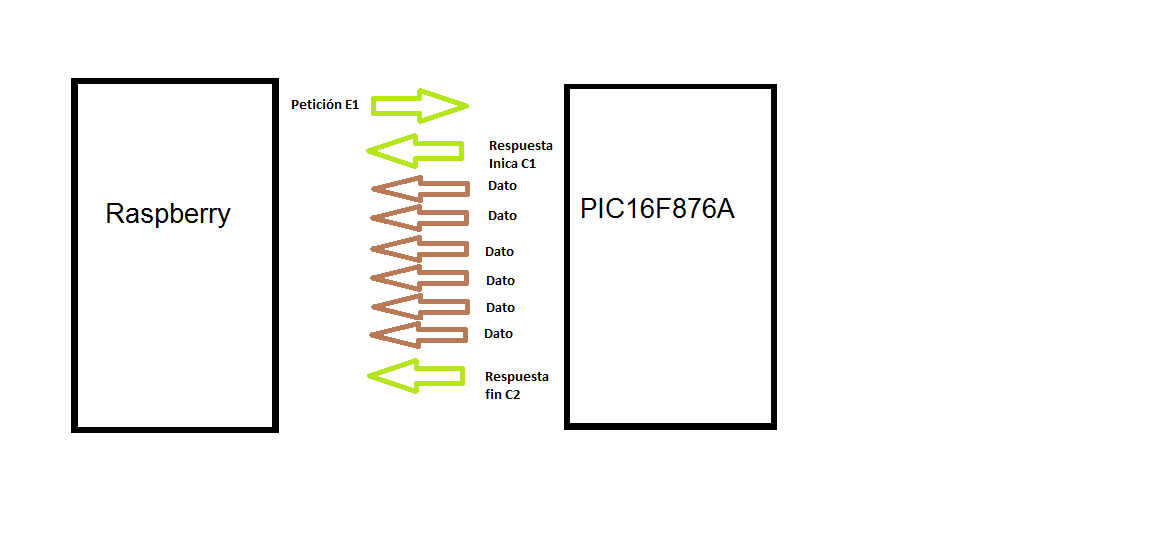 Petición E1
Respuesta
Inica C1
Dato
Raspberry
PIC16F876A
Dato
Dato
Dato
Dato
Dato
Respuesta
fin C2